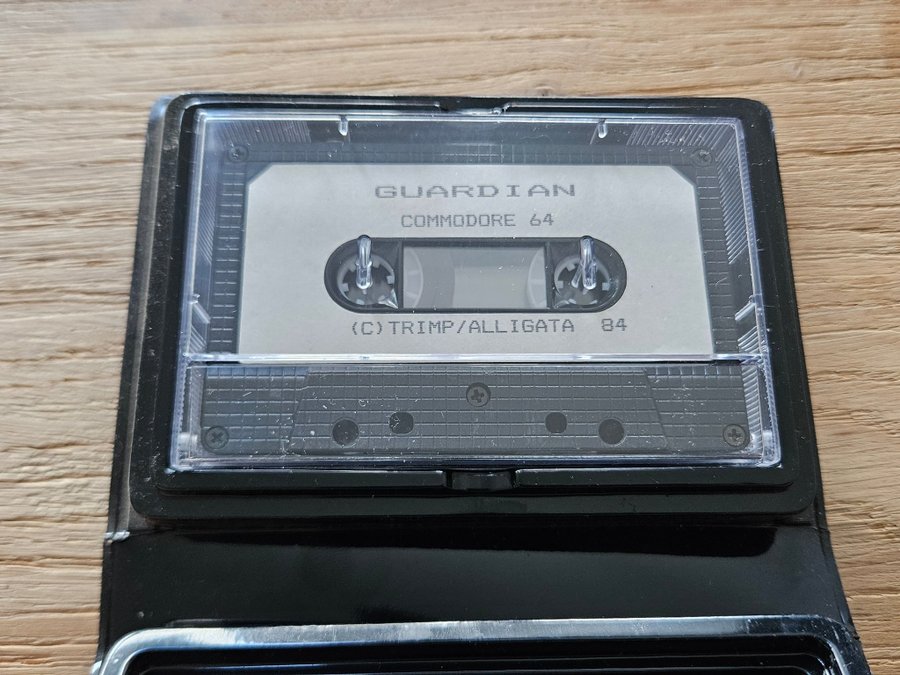 GUARDIAN
COMMODORE 64
(C)TRIMP/ALLIGATA 84